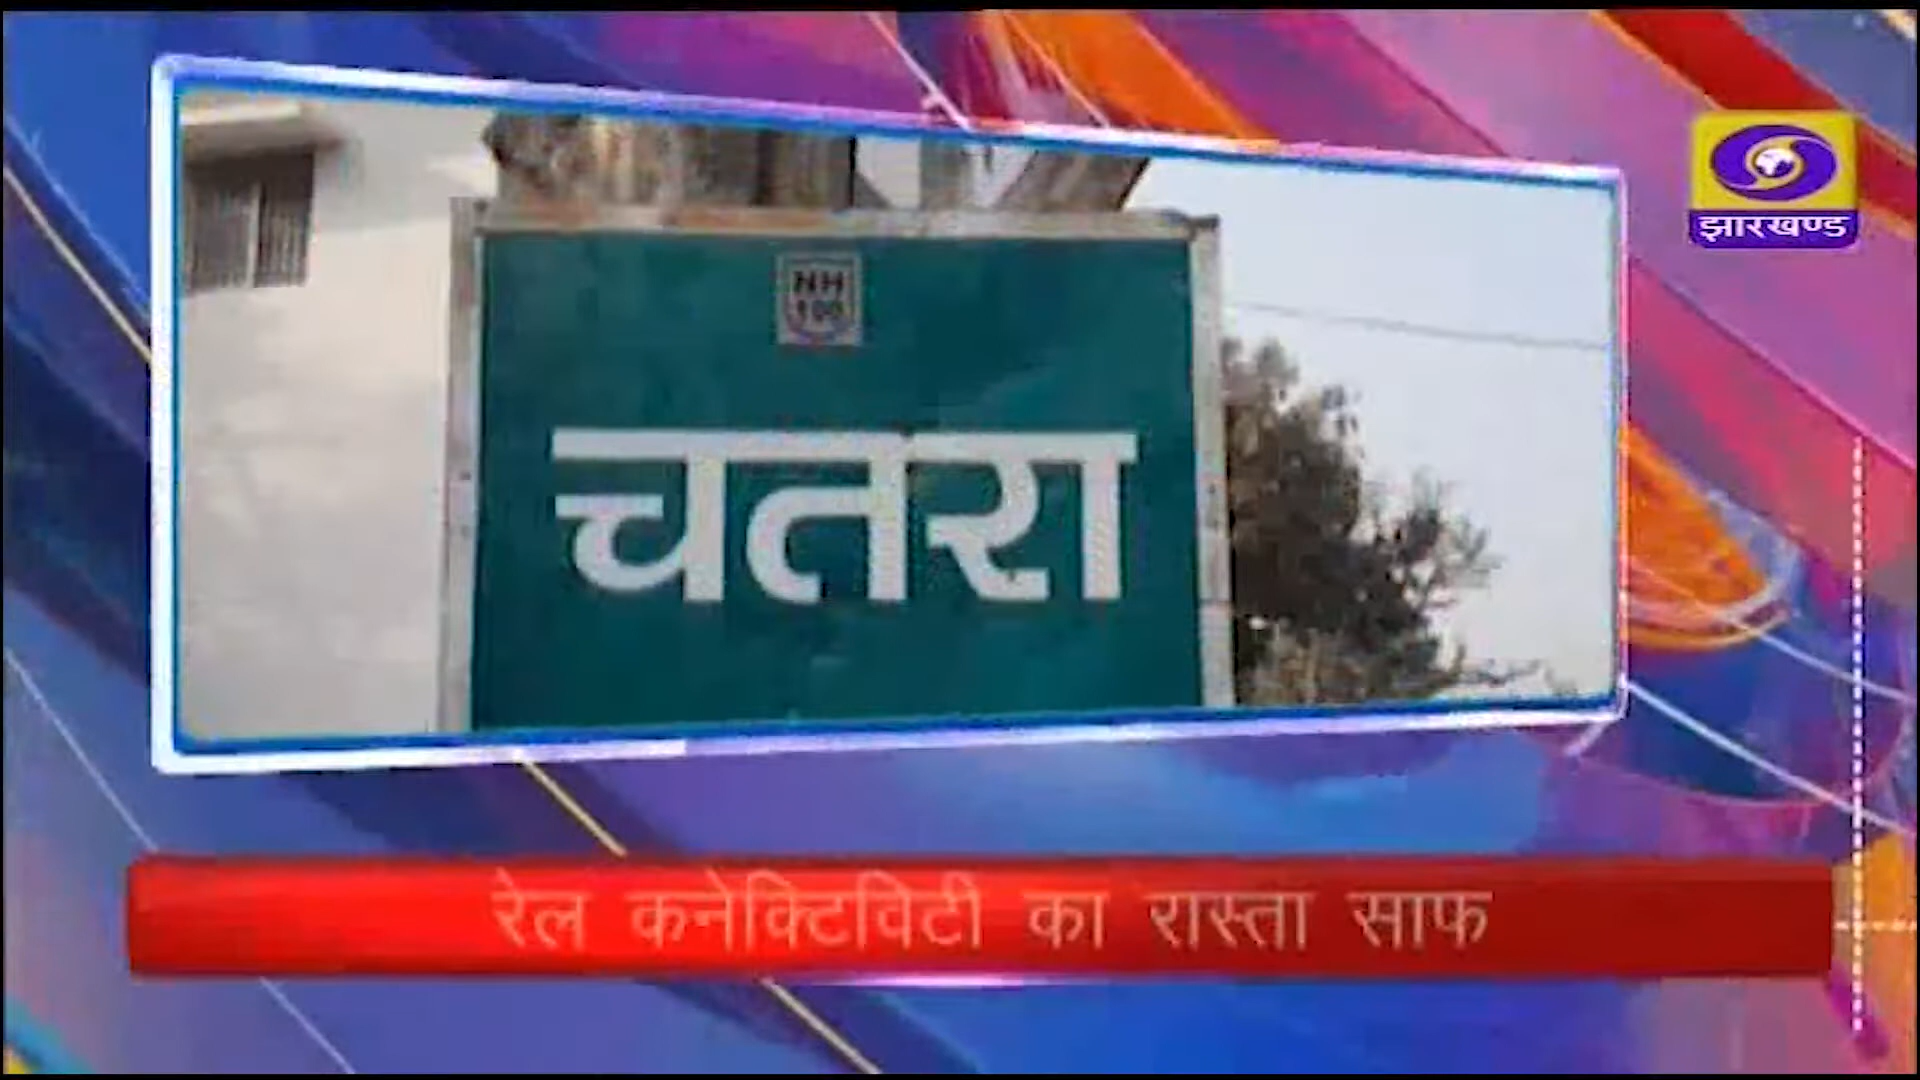 झारखण्ड
NH
100
चतरा
रेल कनेक्टिविटी का रास्ता साफ